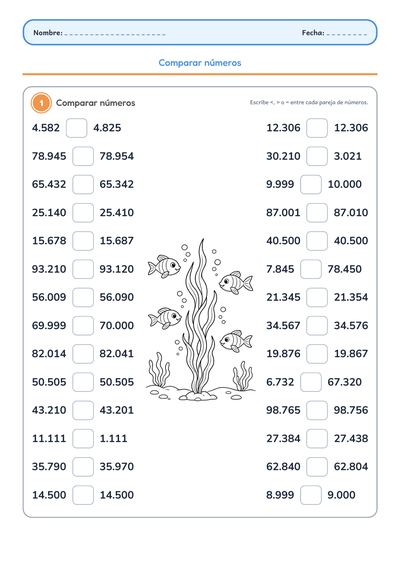 Nombre: Fecha:
Comparar números
1 Comparar números Escribe <, > o = entre cada pareja de números.
4.582 4.825 12.306 12.306
78.945 78.954 30.210 3.021
65.432 65.342 9.999 10.000
25.140 25.410 87.001 87.010
15.678 15.687 40.500 40.500
93.210 93.120 7.845 78.450
56.009 56.090 21.345 21.354
69.999 70.000 34.567 34.576
82.014 82.041 19.876 19.867
50.505 50.505 6.732 67.320
43.210 43.201 98.765 98.756
11.111 1.111 27.384 27.438
35.790 35.970 62.840 62.804
14.500 14.500 8.999 9.000